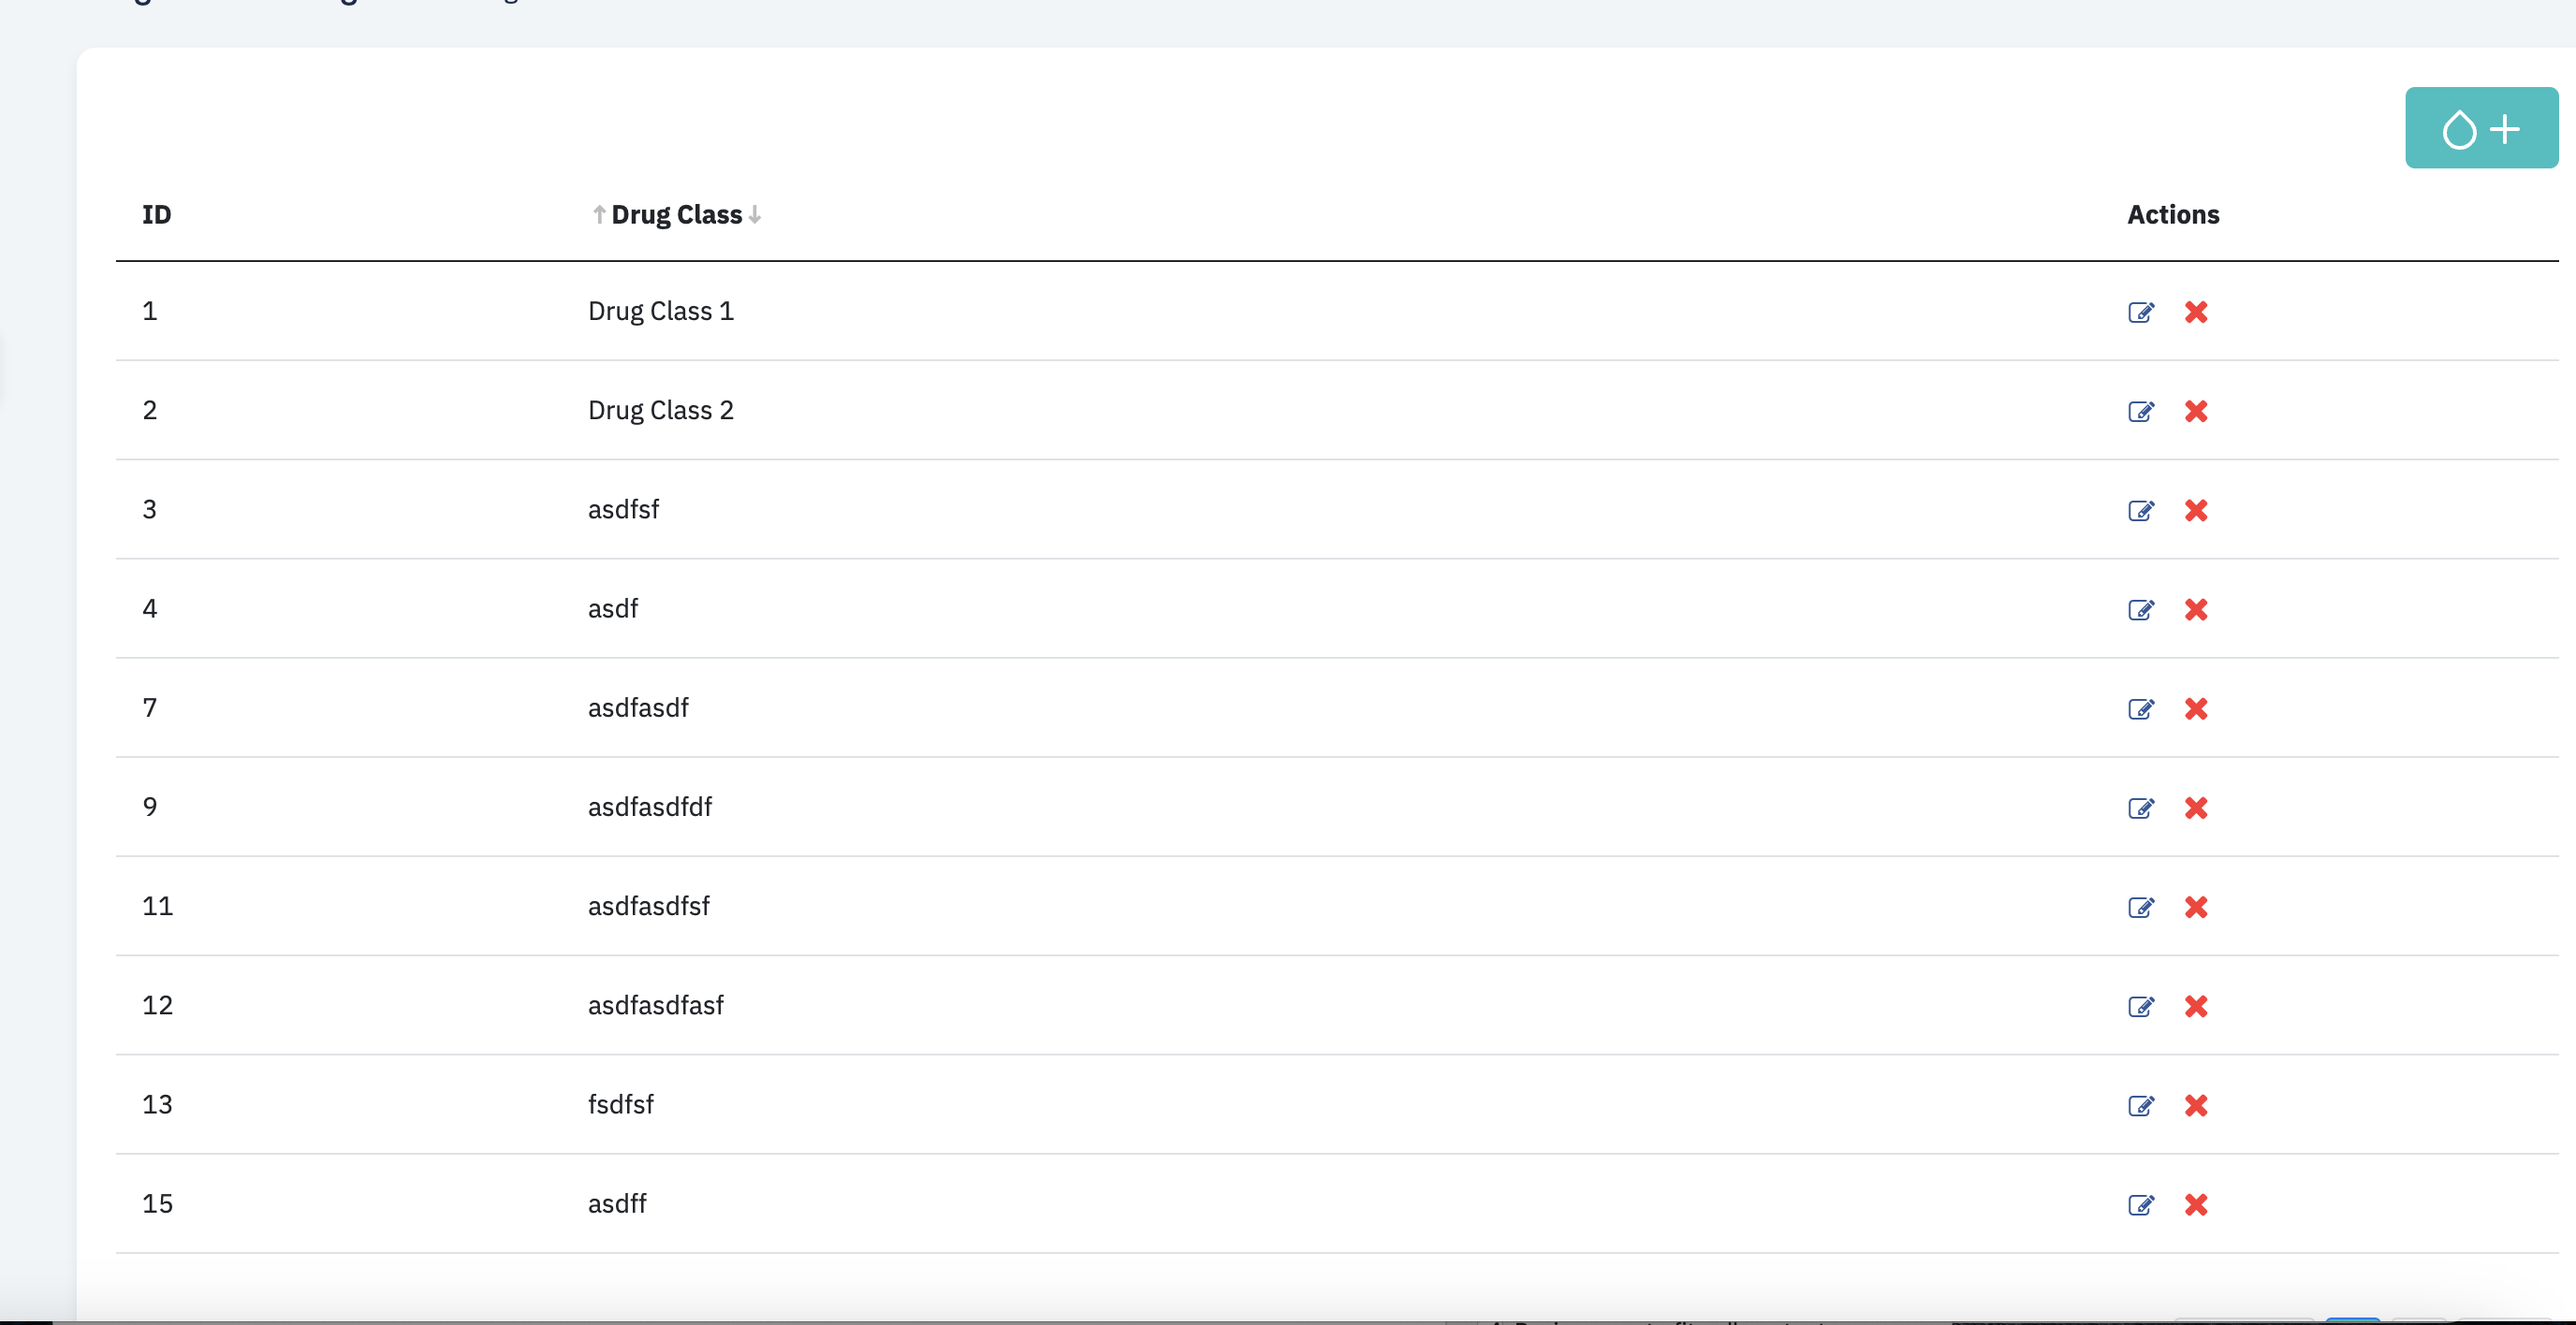 ID ↑Drug Class↓ Actions
1 Drug Class 1
2 Drug Class 2
3 asdfsf
4 asdf
7 asdfasdf
9 asdfasdfdf
11 asdfasdfsf
12 asdfasdfasf
13 fsdfsf
15 asdff